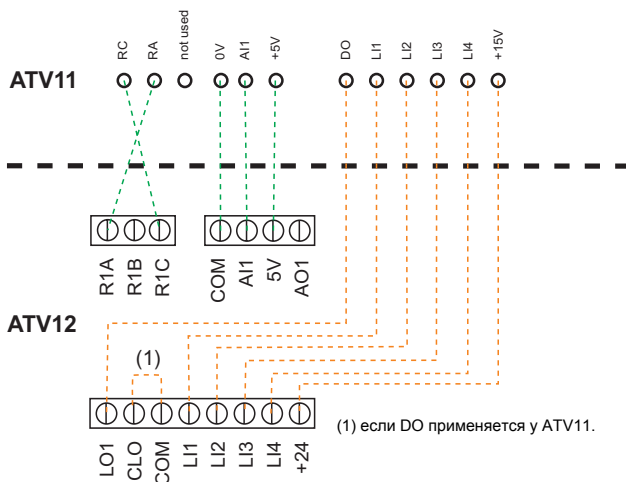 RC RA not used 0V AI1 +5V DO LI1 LI2 LI3 LI4 +15V
ATV11
R1A R1B R1C COM AI1 5V AO1
ATV12
(1)
(1) если DO применяется у ATV11.
LO1 CLO COM LI1 LI2 LI3 LI4 +24